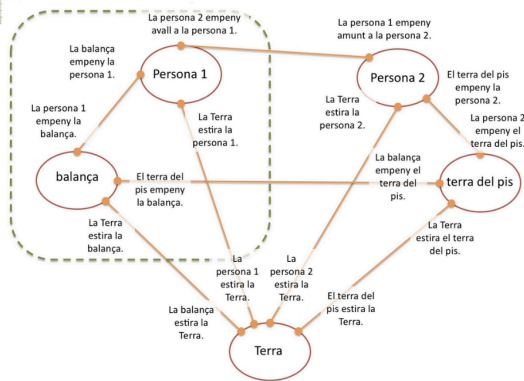 La persona 2 empeny
avall a la persona 1.
La persona 1 empeny
amunt a la persona 2.
La balança
empeny la
persona 1.
Persona 1
Persona 2
El terra del pis
empeny la
persona 2.
La persona 1
empeny la
balança.
La Terra
estira la
persona 1.
La Terra
estira la
persona 2.
La persona 2
empeny el
terra del pis.
balança
El terra del
pis empeny
la balança.
La balança
empeny el
terra del
pis.
terra del pis
La Terra
estira la
balança.
La Terra
estira el terra
del pis.
La
persona 1
estira la
Terra.
La
persona 2
estira la
Terra.
La balança
estira la
Terra.
El terra del
pis estira la
Terra.
Terra